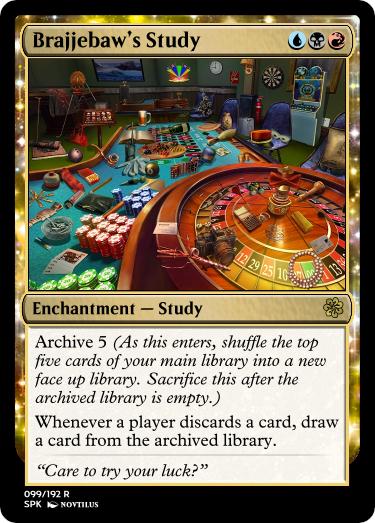 Brajjebaw's Study
Enchantment — Study
Archive 5 (As this enters, shuffle the top
five cards of your main library into a new
face up library. Sacrifice this after the
archived library is empty.)
Whenever a player discards a card, draw
a card from the archived library.
"Care to try your luck?"
099/192 R
SPK NOVTILUS